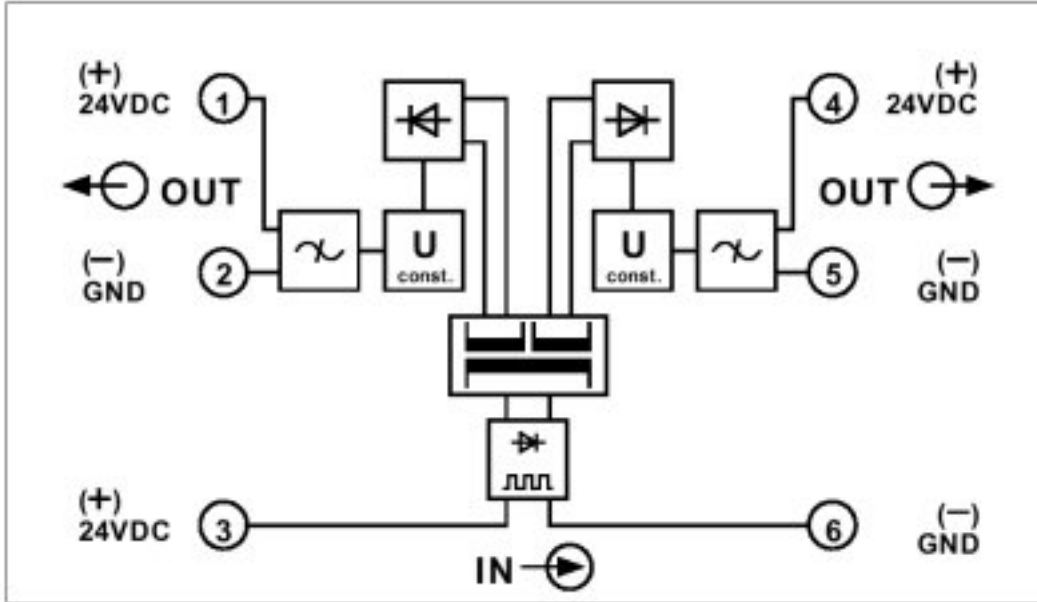 (+)
24VDC
1
4
(+)
24VDC
OUT
OUT
(−)
GND
2
U
const.
U
const.
5
(−)
GND
(+)
24VDC
3
6
(−)
GND
IN